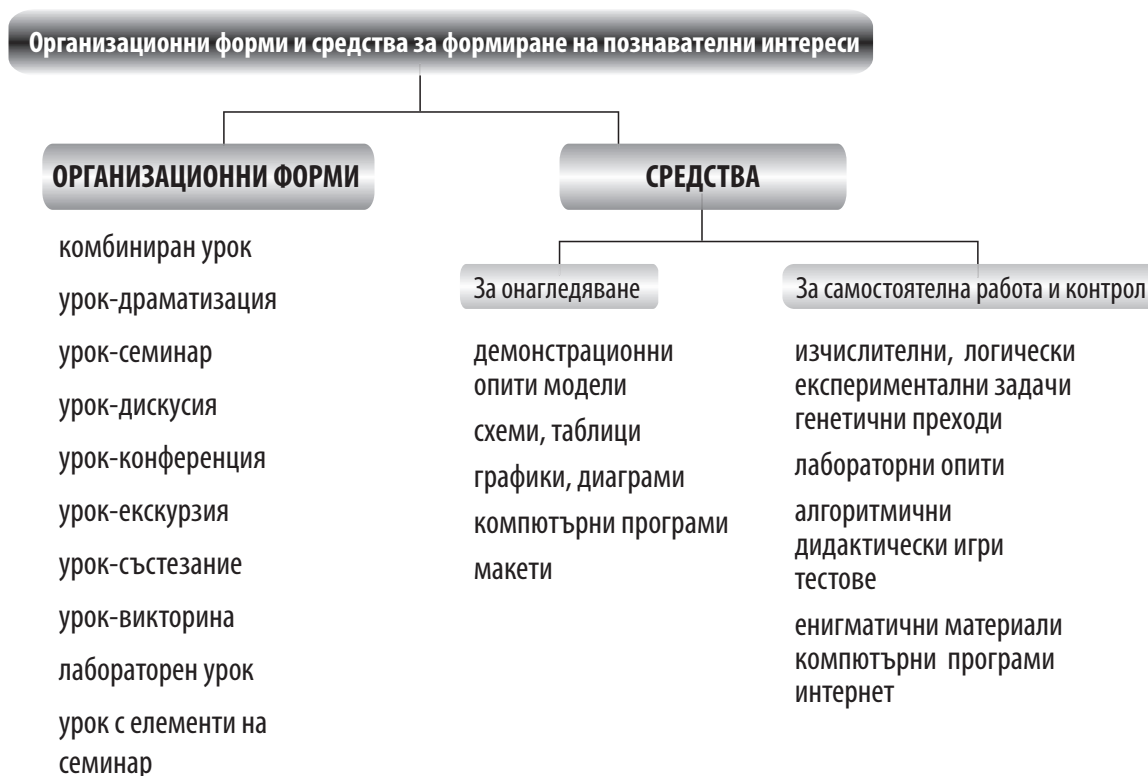 Организационни форми и средства за формиране на познавателни интереси
ОРГАНИЗАЦИОННИ ФОРМИ
комбиниран урок
урок-драматизация
урок-семинар
урок-дискусия
урок-конференция
урок-екскурзия
урок-състезание
урок-викторина
лабораторен урок
урок с елементи на
семинар
СРЕДСТВА
За онагледяване
демонстрационни
опити модели
схеми, таблици
графики, диаграми
компютърни програми
макети
За самостоятелна работа и контрол
изчислителни, логически
експериментални задачи
генетични преходи
лабораторни опити
алгоритмични
дидактически игри
тестове
енигматични материали
компютърни програми
интернет